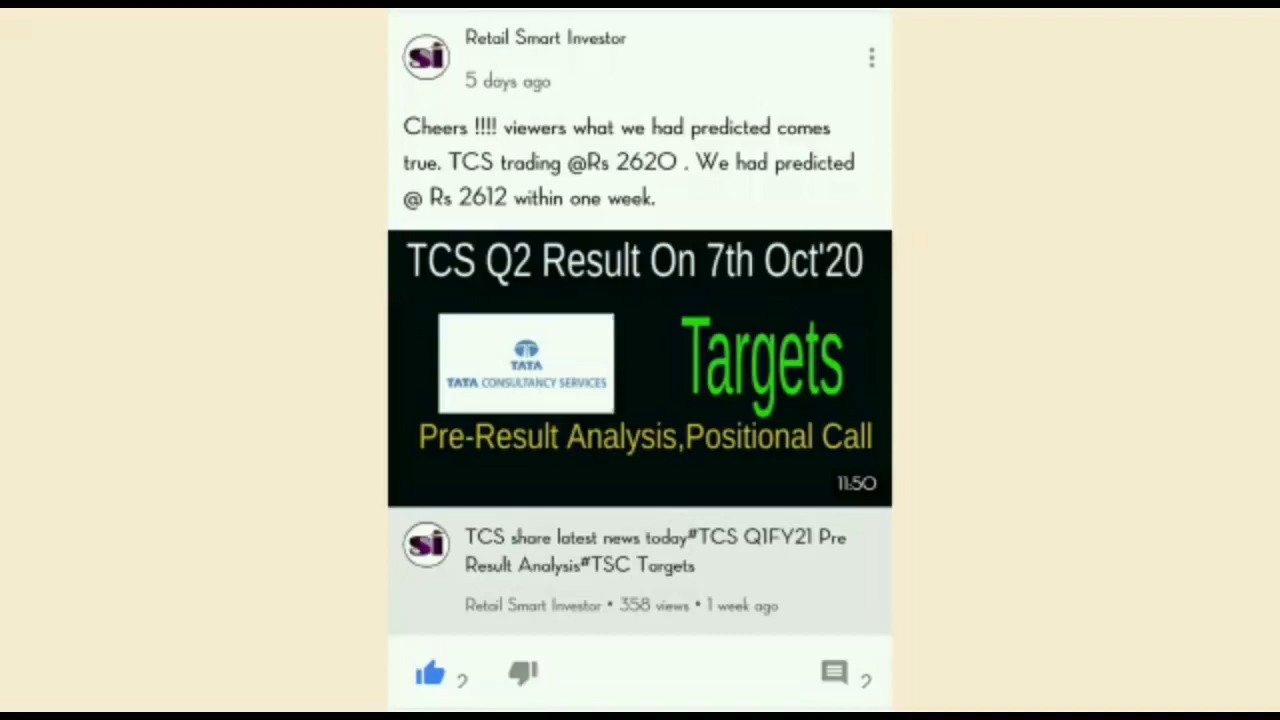 si
Retail Smart Investor
5 days ago
Cheers !!!! viewers what we had predicted comes
true. TCS trading @Rs 2620 . We had predicted
@ Rs 2612 within one week.
TCS Q2 Result On 7th Oct'20
TATA
TATA CONSULTANCY SERVICES
Targets
Pre-Result Analysis,Positional Call
11:50
si
TCS share latest news today#TCS Q1FY21 Pre
Result Analysis#TSC Targets
Retail Smart Investor • 358 views • 1 week ago
2
2